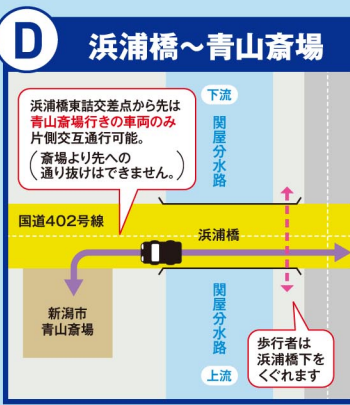 D 浜浦橋～青山斎場
浜浦橋東詰交差点から先は
青山斎場行きの車両のみ
片側交互通行可能。
（斎場より先への
通り抜けはできません。）
下流
関屋分水路
国道402号線
浜浦橋
新潟市
青山斎場
関屋分水路
上流
歩行者は
浜浦橋下を
くぐれます